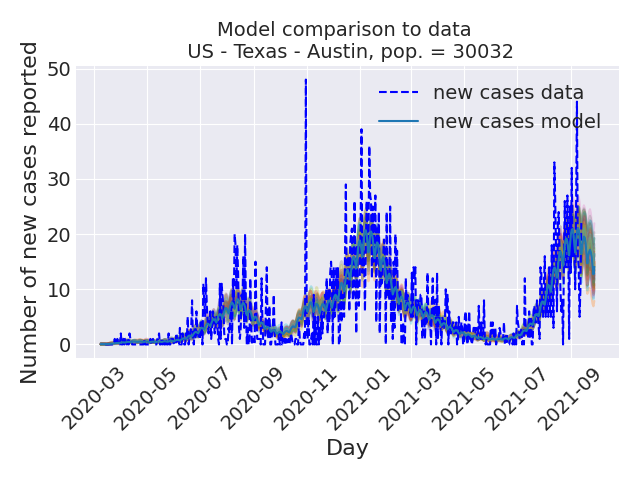 Model comparison to data
US - Texas - Austin, pop. = 30032
Number of new cases reported
50
40
30
20
10
0
new cases data
new cases model
2020-03
2020-05
2020-07
2020-09
2020-11
2021-01
2021-03
2021-05
2021-07
2021-09
Day